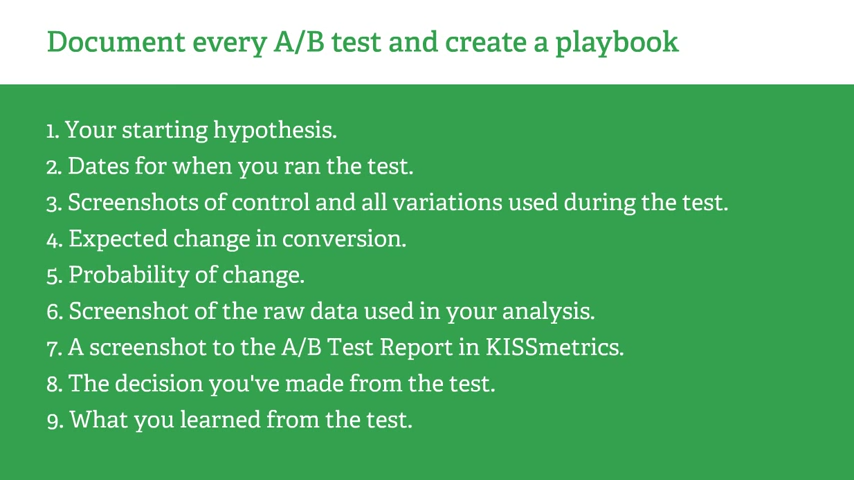 Document every A/B test and create a playbook
1. Your starting hypothesis.
2. Dates for when you ran the test.
3. Screenshots of control and all variations used during the test.
4. Expected change in conversion.
5. Probability of change.
6. Screenshot of the raw data used in your analysis.
7. A screenshot to the A/B Test Report in KISSmetrics.
8. The decision you've made from the test.
9. What you learned from the test.